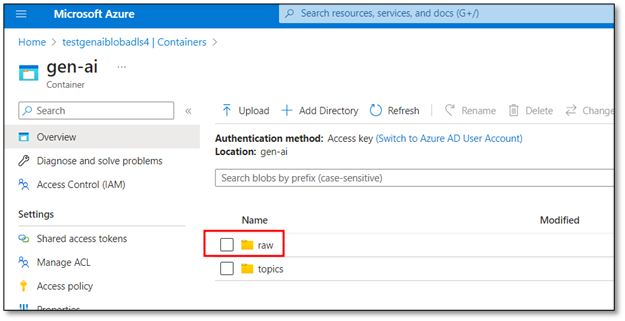 Microsoft Azure
Search resources, services, and docs (G+/)
Home > testgenaiblobadls4 | Containers >
gen-ai ...
Container
Search
«
Upload + Add Directory Refresh Rename Delete Change
Overview
Authentication method: Access key (Switch to Azure AD User Account)
Diagnose and solve problems
Location: gen-ai
Access Control (IAM)
Search blobs by prefix (case-sensitive)
Settings
Name Modified
Shared access tokens
raw
Manage ACL
topics
Access policy
Properties